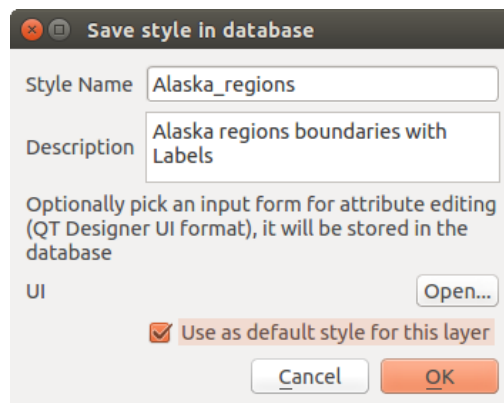 Save style in database
Style Name Alaska_regions
Description Alaska regions boundaries with
Labels
Optionally pick an input form for attribute editing
(QT Designer UI format), it will be stored in the
database
UI Open...
Use as default style for this layer
Cancel OK